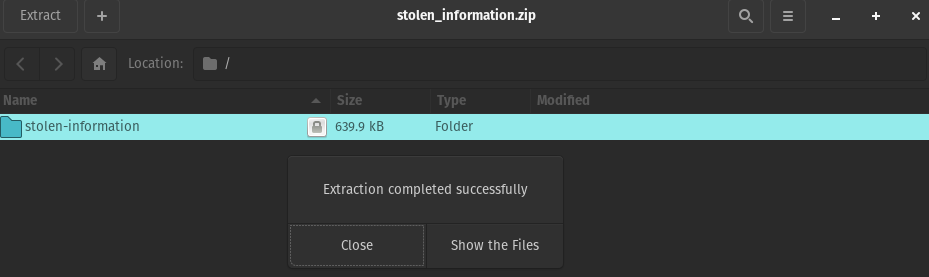 Extract
stolen_information.zip
Location:
/
Name Size Type Modified
stolen-information 639.9 kB Folder
Extraction completed successfully
Close Show the Files